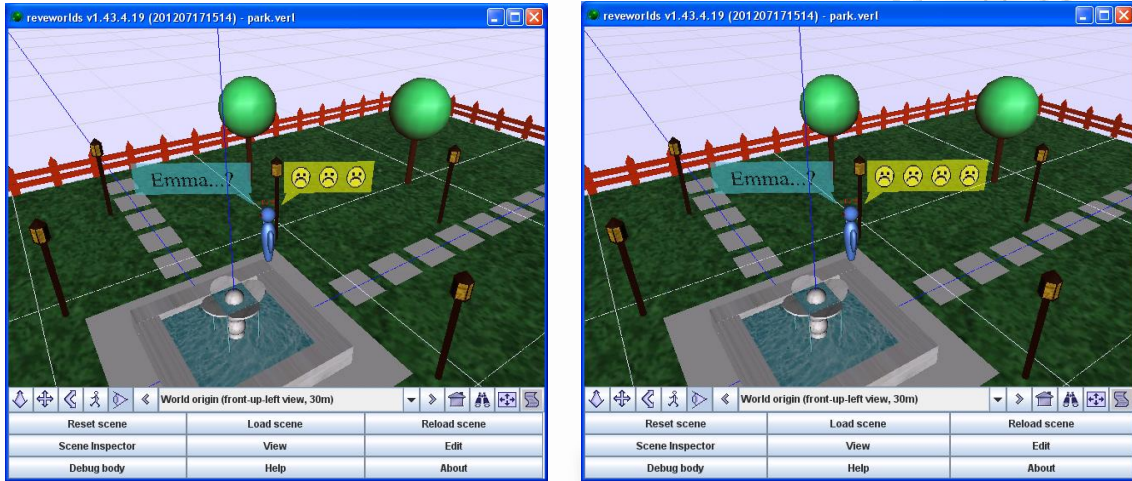 reveworlds v1.43.4.19 (201207171514) - park.verl
Emma...?
World origin (front-up-left view, 30m)
Reset scene
Load scene
Reload scene
Scene Inspector
View
Edit
Debug body
Help
About
reveworlds v1.43.4.19 (201207171514) - park.verl
Emma...?
World origin (front-up-left view, 30m)
Reset scene
Load scene
Reload scene
Scene Inspector
View
Edit
Debug body
Help
About